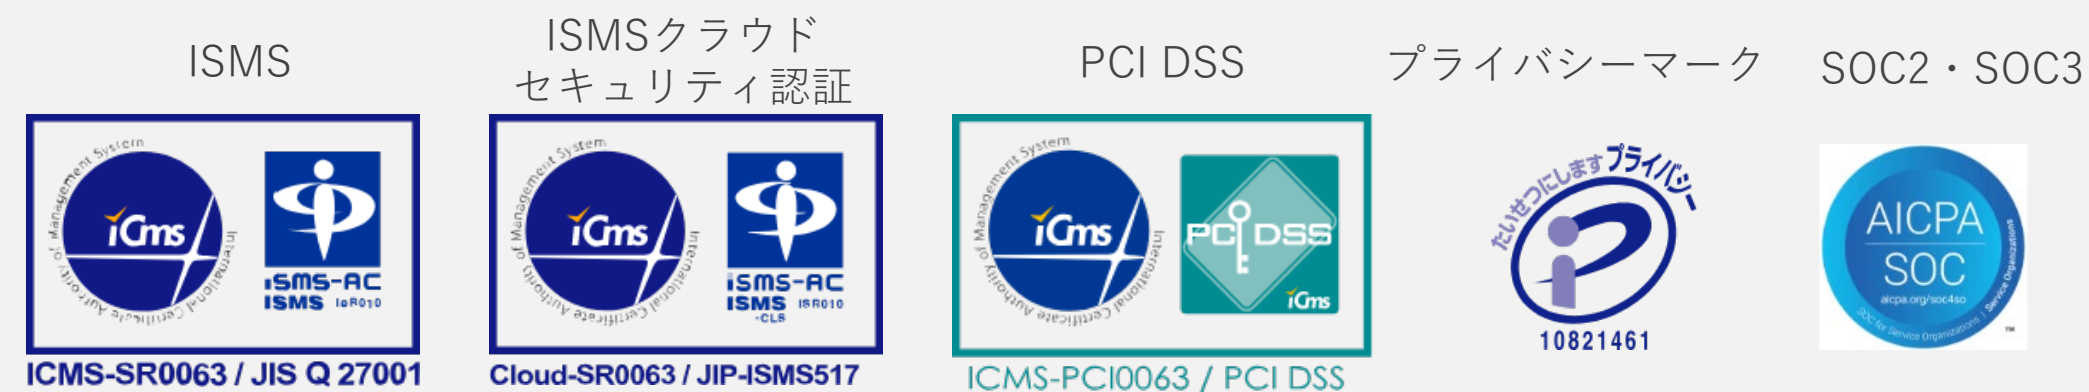 ISMS
ISMSクラウド
セキュリティ認証
PCI DSS
プライバシーマーク
SOC2・SOC3
International Certificate Authority of Management System
iCms
ISMS-AC
ISMS ISR010
ICMS-SR0063 / JIS Q 27001
International Certificate Authority of Management System
iCms
ISMS-AC
ISMS ISR010
-CLS
Cloud-SR0063 / JIP-ISMS517
International Certificate Authority of Management System
iCms
PCI DSS
iCms
ICMS-PCI0063 / PCI DSS
たいせつにします プライバシー
10821461
AICPA
SOC
aicpa.org/soc4so
SOC for Service Organizations | Service Organizations
TM